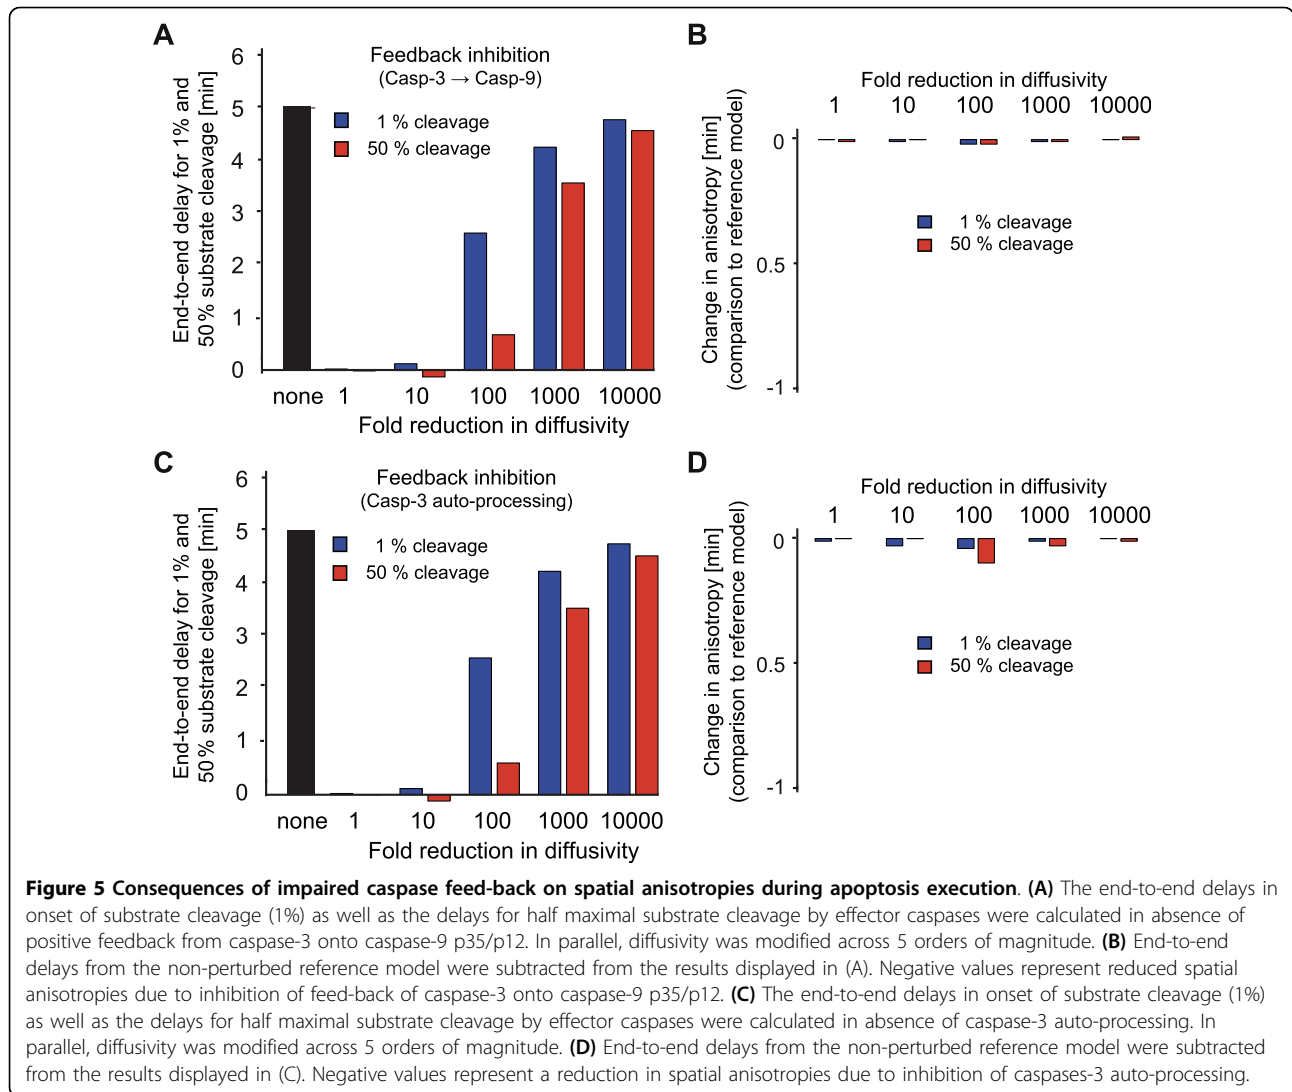 A
Feedback inhibition
(Casp-3 → Casp-9)
End-to-end delay for 1% and
50% substrate cleavage [min]
6
5
4
3
2
1
0
1 % cleavage
50 % cleavage
none 1 10 100 1000 10000
Fold reduction in diffusivity
B
Fold reduction in diffusivity
1 10 100 1000 10000
Change in anisotropy [min]
(comparison to reference model)
0
0.5
-1
1 % cleavage
50 % cleavage
C
Feedback inhibition
(Casp-3 auto-processing)
End-to-end delay for 1% and
50% substrate cleavage [min]
6
5
4
3
2
1
0
1 % cleavage
50 % cleavage
none 1 10 100 1000 10000
Fold reduction in diffusivity
D
Fold reduction in diffusivity
1 10 100 1000 10000
Change in anisotropy [min]
(comparison to reference model)
0
0.5
-1
1 % cleavage
50 % cleavage
Figure 5 Consequences of impaired caspase feed-back on spatial anisotropies during apoptosis execution. (A) The end-to-end delays in
onset of substrate cleavage (1%) as well as the delays for half maximal substrate cleavage by effector caspases were calculated in absence of
positive feedback from caspase-3 onto caspase-9 p35/p12. In parallel, diffusivity was modified across 5 orders of magnitude. (B) End-to-end
delays from the non-perturbed reference model were subtracted from the results displayed in (A). Negative values represent reduced spatial
anisotropies due to inhibition of feed-back of caspase-3 onto caspase-9 p35/p12. (C) The end-to-end delays in onset of substrate cleavage (1%)
as well as the delays for half maximal substrate cleavage by effector caspases were calculated in absence of caspase-3 auto-processing. In
parallel, diffusivity was modified across 5 orders of magnitude. (D) End-to-end delays from the non-perturbed reference model were subtracted
from the results displayed in (C). Negative values represent a reduction in spatial anisotropies due to inhibition of caspases-3 auto-processing.